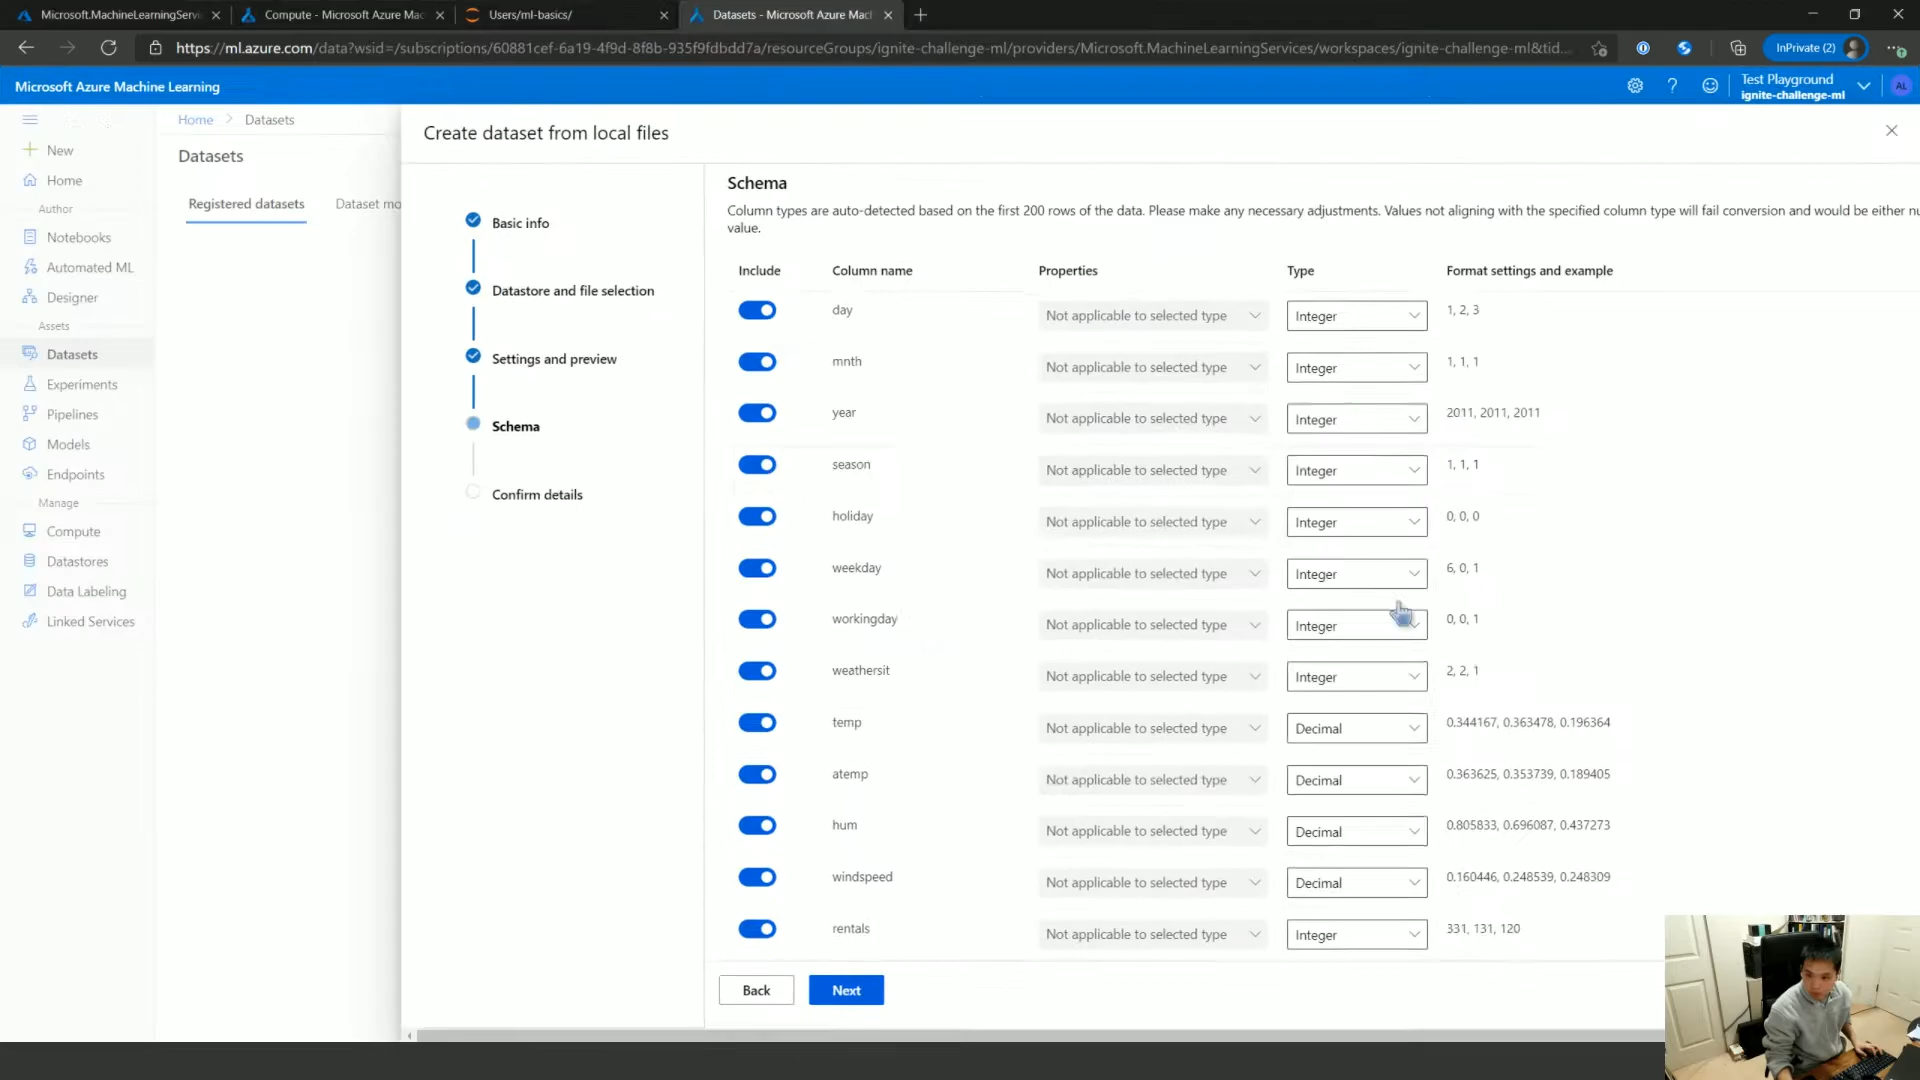 Microsoft.MachineLearningServi
Compute - Microsoft Azure Mac
Users/ml-basics/
Datasets - Microsoft Azure Macl
https://ml.azure.com/data?wsid=/subscriptions/60881cef-6a19-4f9d-8f8b-935f9fdbdd7a/resourceGroups/ignite-challenge-ml/providers/Microsoft.MachineLearningServices/workspaces/ignite-challenge-ml&tid...
InPrivate (2)
Microsoft Azure Machine Learning
Test Playground
ignite-challenge-ml
AL
New
Home
Author
Notebooks
Automated ML
Designer
Assets
Datasets
Experiments
Pipelines
Models
Endpoints
Manage
Compute
Datastores
Data Labeling
Linked Services
Home > Datasets
Datasets
Registered datasets
Dataset mo
Create dataset from local files
Basic info
Datastore and file selection
Settings and preview
Schema
Confirm details
Schema
Column types are auto-detected based on the first 200 rows of the data. Please make any necessary adjustments. Values not aligning with the specified column type will fail conversion and would be either nu
value.
Include Column name Properties Type Format settings and example
day Not applicable to selected type Integer 1, 2, 3
mnth Not applicable to selected type Integer 1, 1, 1
year Not applicable to selected type Integer 2011, 2011, 2011
season Not applicable to selected type Integer 1, 1, 1
holiday Not applicable to selected type Integer 0, 0, 0
weekday Not applicable to selected type Integer 6, 0, 1
workingday Not applicable to selected type Integer 0, 0, 1
weathersit Not applicable to selected type Integer 2, 2, 1
temp Not applicable to selected type Decimal 0.344167, 0.363478, 0.196364
atemp Not applicable to selected type Decimal 0.363625, 0.353739, 0.189405
hum Not applicable to selected type Decimal 0.805833, 0.696087, 0.437273
windspeed Not applicable to selected type Decimal 0.160446, 0.248539, 0.248309
rentals Not applicable to selected type Integer 331, 131, 120
Back
Next